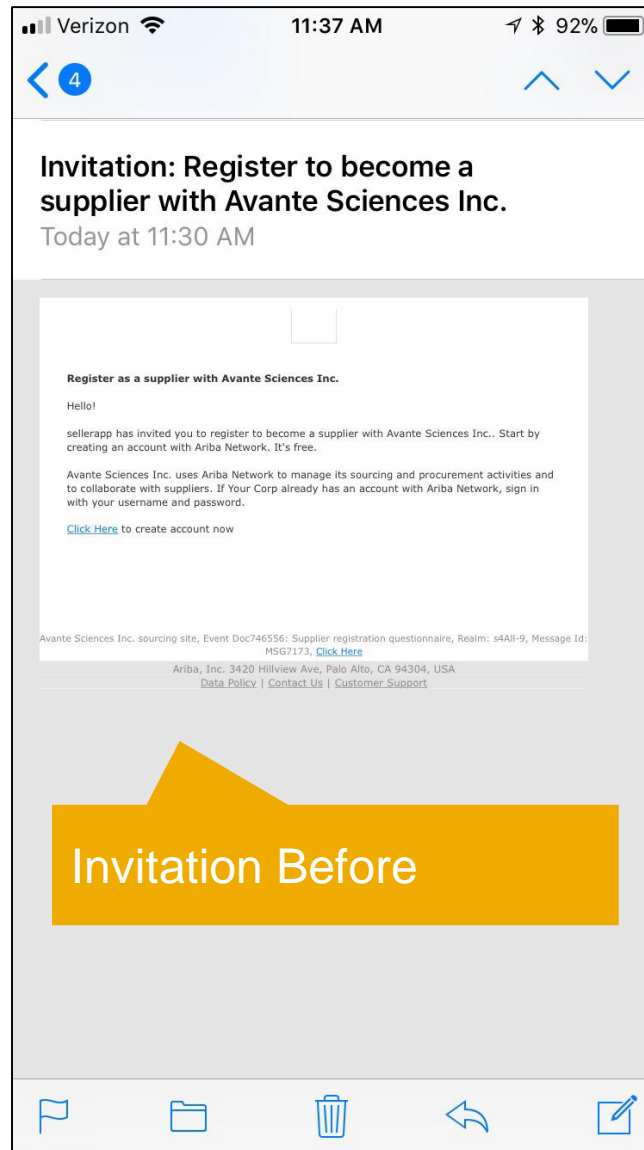 Verizon 11:37 AM 92%
4
Invitation: Register to become a
supplier with Avante Sciences Inc.
Today at 11:30 AM
Register as a supplier with Avante Sciences Inc.
Hello!
sellerapp has invited you to register to become a supplier with Avante Sciences Inc.. Start by
creating an account with Ariba Network. It's free.
Avante Sciences Inc. uses Ariba Network to manage its sourcing and procurement activities and
to collaborate with suppliers. If Your Corp already has an account with Ariba Network, sign in
with your username and password.
Click Here to create account now
Avante Sciences Inc. sourcing site, Event Doc746556: Supplier registration questionnaire, Realm: s4All-9, Message Id:
MSG7173, Click Here
Ariba, Inc. 3420 Hillview Ave, Palo Alto, CA 94304, USA
Data Policy | Contact Us | Customer Support
Invitation Before